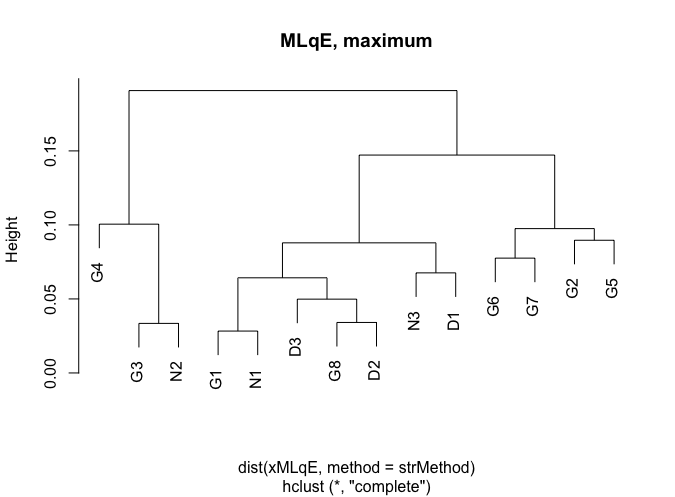 MLqE, maximum
Height
0.15
0.10
0.05
0.00
G4
G3
N2
G1
N1
D3
G8
D2
N3
D1
G6
G7
G2
G5
dist(xMLqE, method = strMethod)
hclust (*, "complete")